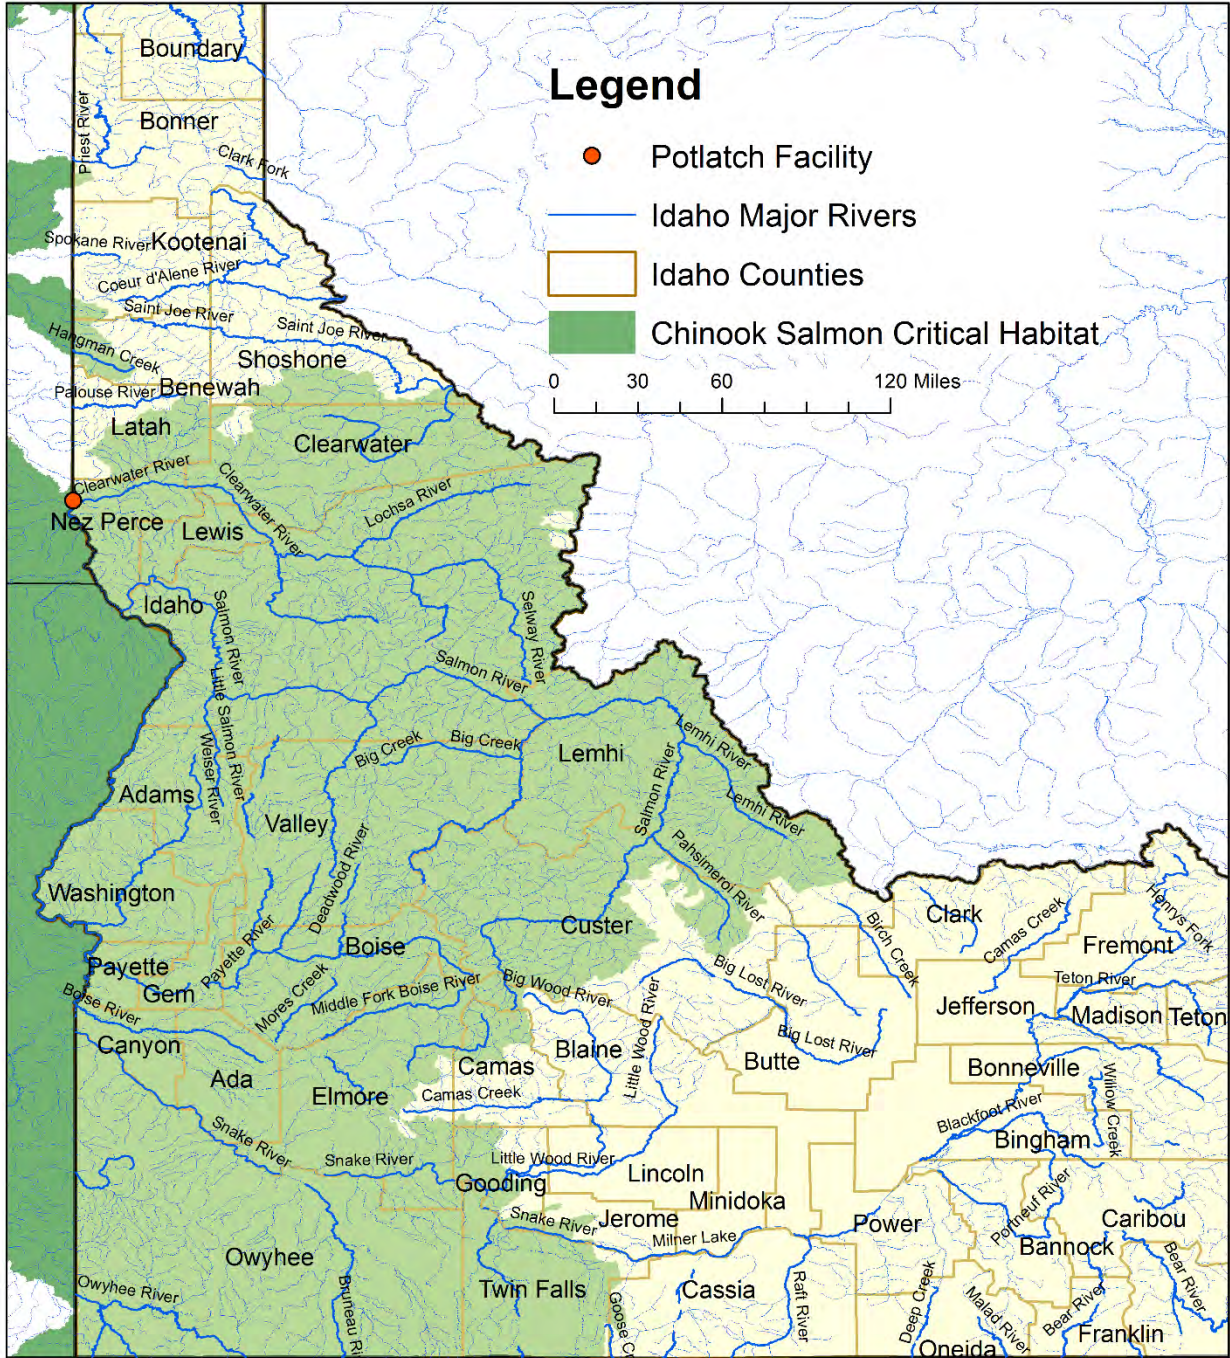 Boundary
Legend
Priest River
Bonner
Potlatch Facility
Clark Fork
Idaho Major Rivers
Spokane River
Kootenai
Idaho Counties
Coeur d'Alene River
Saint Joe River
Saint Joe River
Chinook Salmon Critical Habitat
Hangman Creek
Shoshone
0 30 60 120 Miles
Palouse River
Benewah
Latah
Clearwater
Clearwater River
Clearwater River
Lochsa River
Nez Perce
Lewis
Idaho
Salmon River
Selway River
Salmon River
Little Salmon River
Weiser River
Big Creek
Big Creek
Lemhi
Lemhi River
Salmon River
Lemhi River
Adams
Valley
Deadwood River
Pahsimeroi River
Washington
Payette River
Custer
Birch Creek
Clark
Camas Creek
Henrys Fork
Fremont
Boise
Payette
Gem
Mores Creek
Middle Fork Boise River
Big Wood River
Little Wood River
Big Lost River
Big Lost River
Teton River
Jefferson
Madison
Teton
Boise River
Canyon
Ada
Elmore
Camas
Camas Creek
Blaine
Butte
Bonneville
Willow Creek
Blackfoot River
Bingham
Snake River
Snake River
Little Wood River
Gooding
Lincoln
Minidoka
Snake River
Jerome
Milner Lake
Power
Portneuf River
Bannock
Caribou
Bear River
Owyhee
Owyhee River
Bruneau Ri
Twin Falls
Goose C
Cassia
Raft River
Deep Creek
Malad River
Bear River
Oneida
Franklin